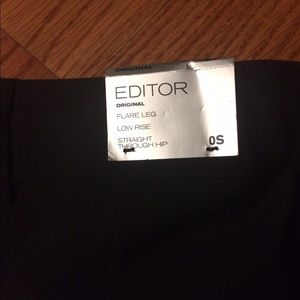 ORIGINAL
EDITOR
ORIGINAL
FLARE LEG
LOW RISE
STRAIGHT
THROUGH HIP
0S